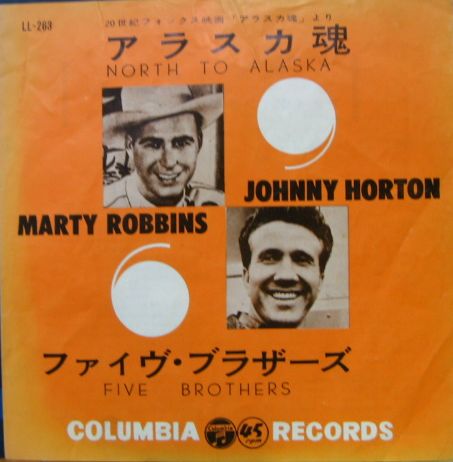 LL-263
20世紀フォックス映画「アラスカ魂」より
アラスカ魂
NORTH TO ALASKA
JOHNNY HORTON
MARTY ROBBINS
ファイヴ・ブラザーズ
FIVE BROTHERS
COLUMBIA Columbia 45 rpm RECORDS